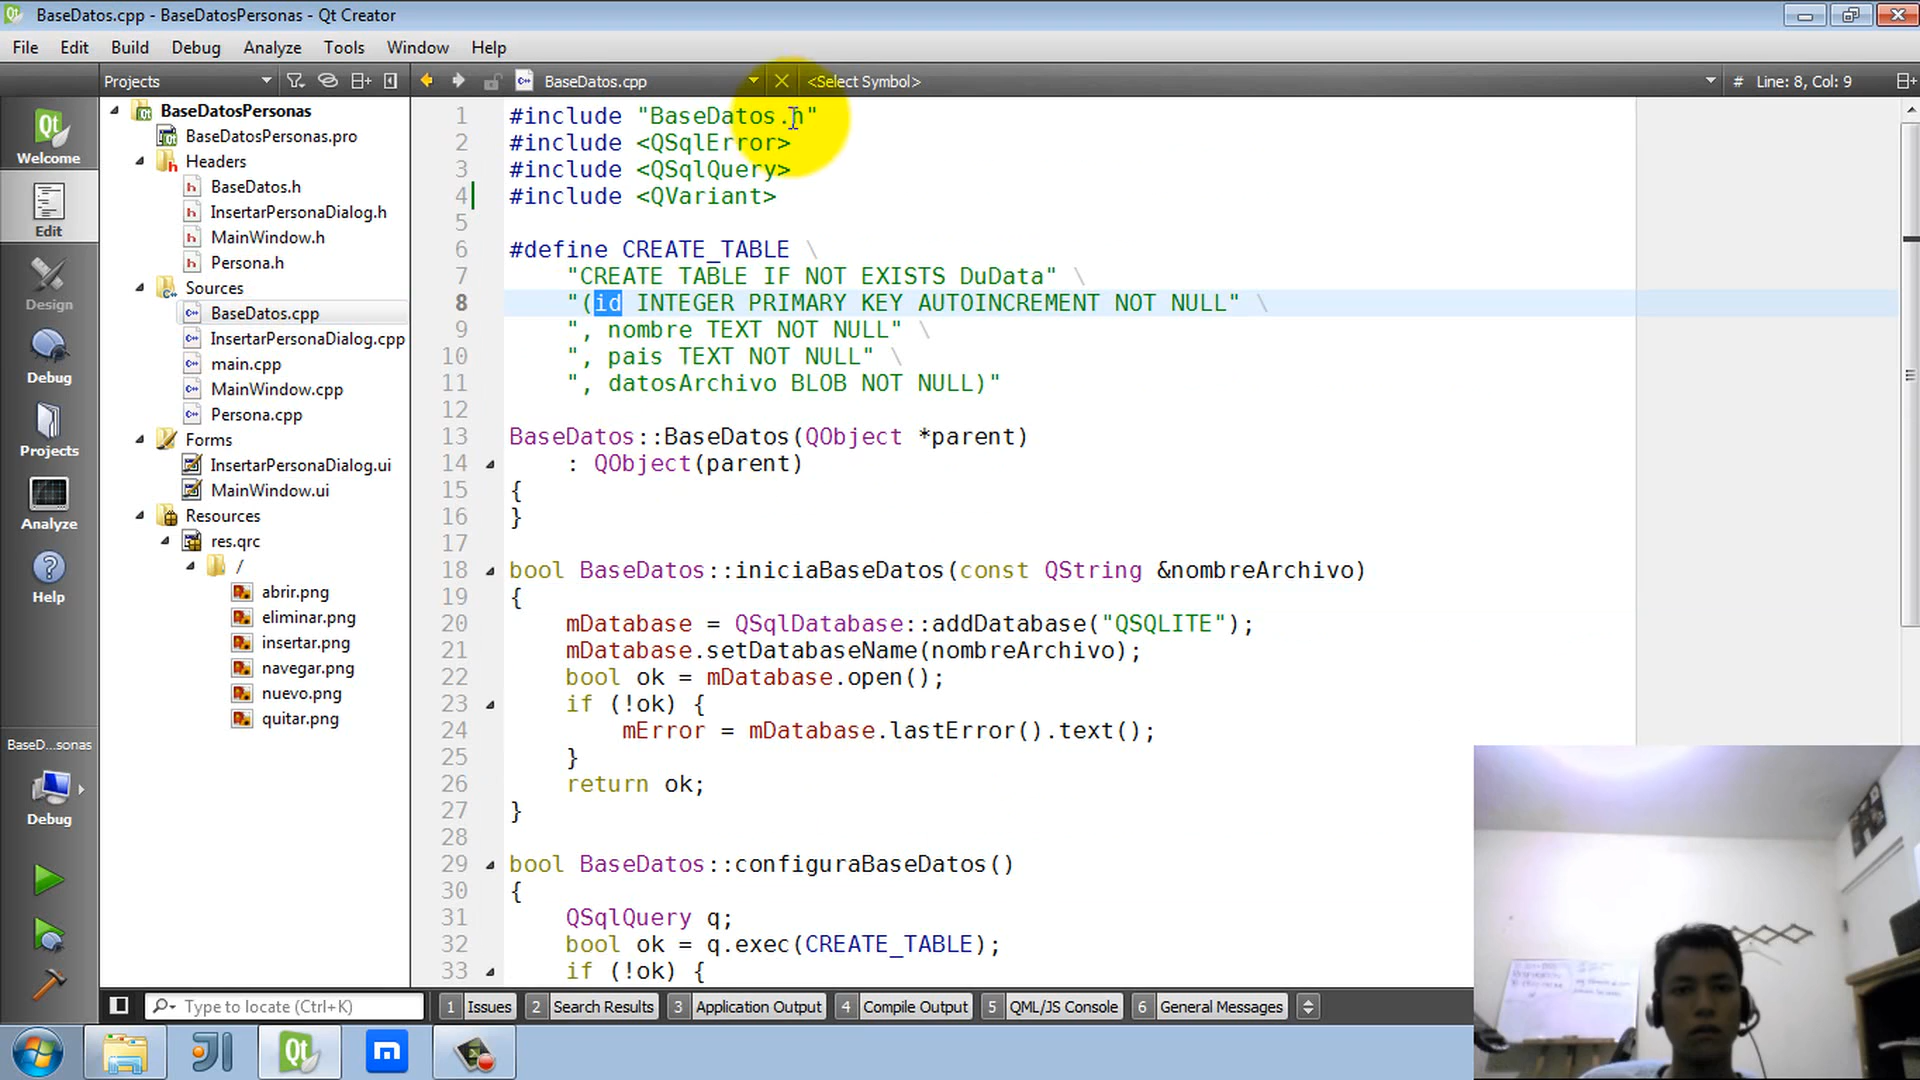 BaseDatos.cpp - BaseDatosPersonas - Qt Creator
File Edit Build Debug Analyze Tools Window Help
Projects BaseDatos.cpp <Select Symbol> # Line: 8, Col: 9
Welcome
Edit
Design
Debug
Projects
Analyze
Help
BaseD...sonas
Debug
BaseDatosPersonas
BaseDatosPersonas.pro
Headers
BaseDatos.h
InsertarPersonaDialog.h
MainWindow.h
Persona.h
Sources
BaseDatos.cpp
InsertarPersonaDialog.cpp
main.cpp
MainWindow.cpp
Persona.cpp
Forms
InsertarPersonaDialog.ui
MainWindow.ui
Resources
res.qrc
/
abrir.png
eliminar.png
insertar.png
navegar.png
nuevo.png
quitar.png
1 #include "BaseDatos.h"
2 #include <QSqlError>
3 #include <QSqlQuery>
4 #include <QVariant>
5
6 #define CREATE_TABLE \
7 "CREATE TABLE IF NOT EXISTS DuData" \
8 "(id INTEGER PRIMARY KEY AUTOINCREMENT NOT NULL" \
9 ", nombre TEXT NOT NULL" \
10 ", pais TEXT NOT NULL" \
11 ", datosArchivo BLOB NOT NULL)"
12
13 BaseDatos::BaseDatos(QObject *parent)
14 : QObject(parent)
15 {
16 }
17
18 bool BaseDatos::iniciaBaseDatos(const QString &nombreArchivo)
19 {
20 mDatabase = QSqlDatabase::addDatabase("QSQLITE");
21 mDatabase.setDatabaseName(nombreArchivo);
22 bool ok = mDatabase.open();
23 if (!ok) {
24 mError = mDatabase.lastError().text();
25 }
26 return ok;
27 }
28
29 bool BaseDatos::configuraBaseDatos()
30 {
31 QSqlQuery q;
32 bool ok = q.exec(CREATE_TABLE);
33 if (!ok) {
Type to locate (Ctrl+K) 1 Issues 2 Search Results 3 Application Output 4 Compile Output 5 QML/JS Console 6 General Messages